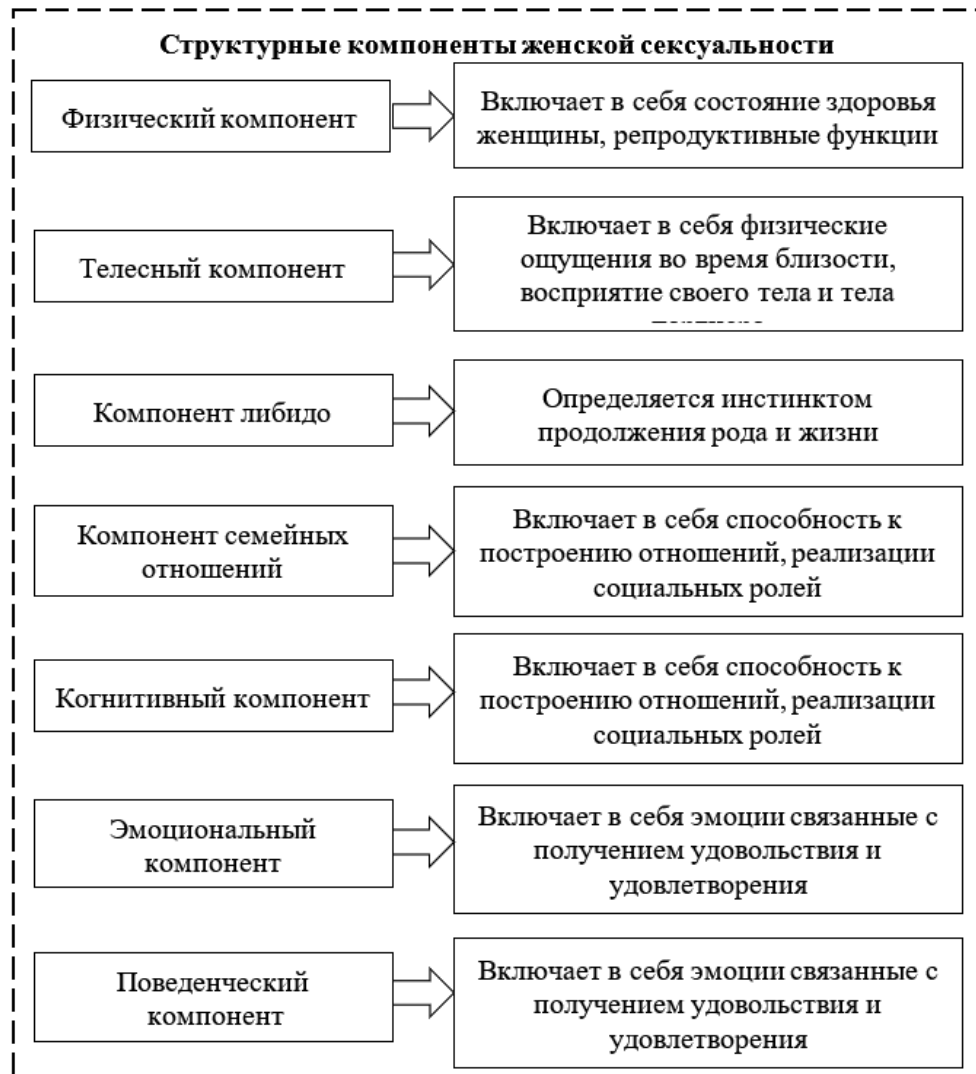 Структурные компоненты женской сексуальности
Физический компонент
Включает в себя состояние здоровья
женщины, репродуктивные функции
Телесный компонент
Включает в себя физические
ощущения во время близости,
восприятие своего тела и тела
Компонент либидо
Определяется инстинктом
продолжения рода и жизни
Компонент семейных
отношений
Включает в себя способность к
построению отношений, реализации
социальных ролей
Когнитивный компонент
Включает в себя способность к
построению отношений, реализации
социальных ролей
Эмоциональный
компонент
Включает в себя эмоции связанные с
получением удовольствия и
удовлетворения
Поведенческий
компонент
Включает в себя эмоции связанные с
получением удовольствия и
удовлетворения